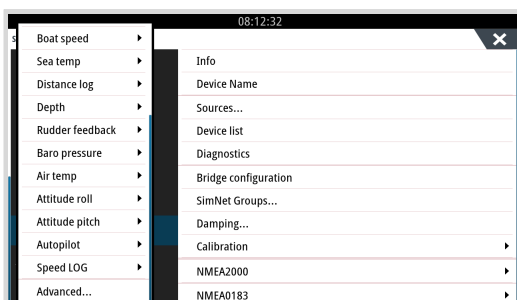 08:12:32
s
Boat speed
Sea temp
Distance log
Depth
Rudder feedback
Baro pressure
Air temp
Attitude roll
Attitude pitch
Autopilot
Speed LOG
Advanced...
Info
Device Name
Sources...
Device list
Diagnostics
Bridge configuration
SimNet Groups...
Damping...
Calibration
NMEA2000
NMEA0183